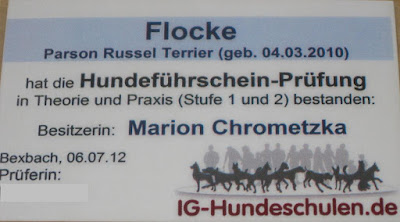 Flocke
Parson Russel Terrier (geb. 04.03.2010)
hat die Hundeführschein-Prüfung
in Theorie und Praxis (Stufe 1 und 2) bestanden:
Besitzerin: Marion Chrometzka
Bexbach, 06.07.12
Prüferin:
IG-Hundeschulen.de